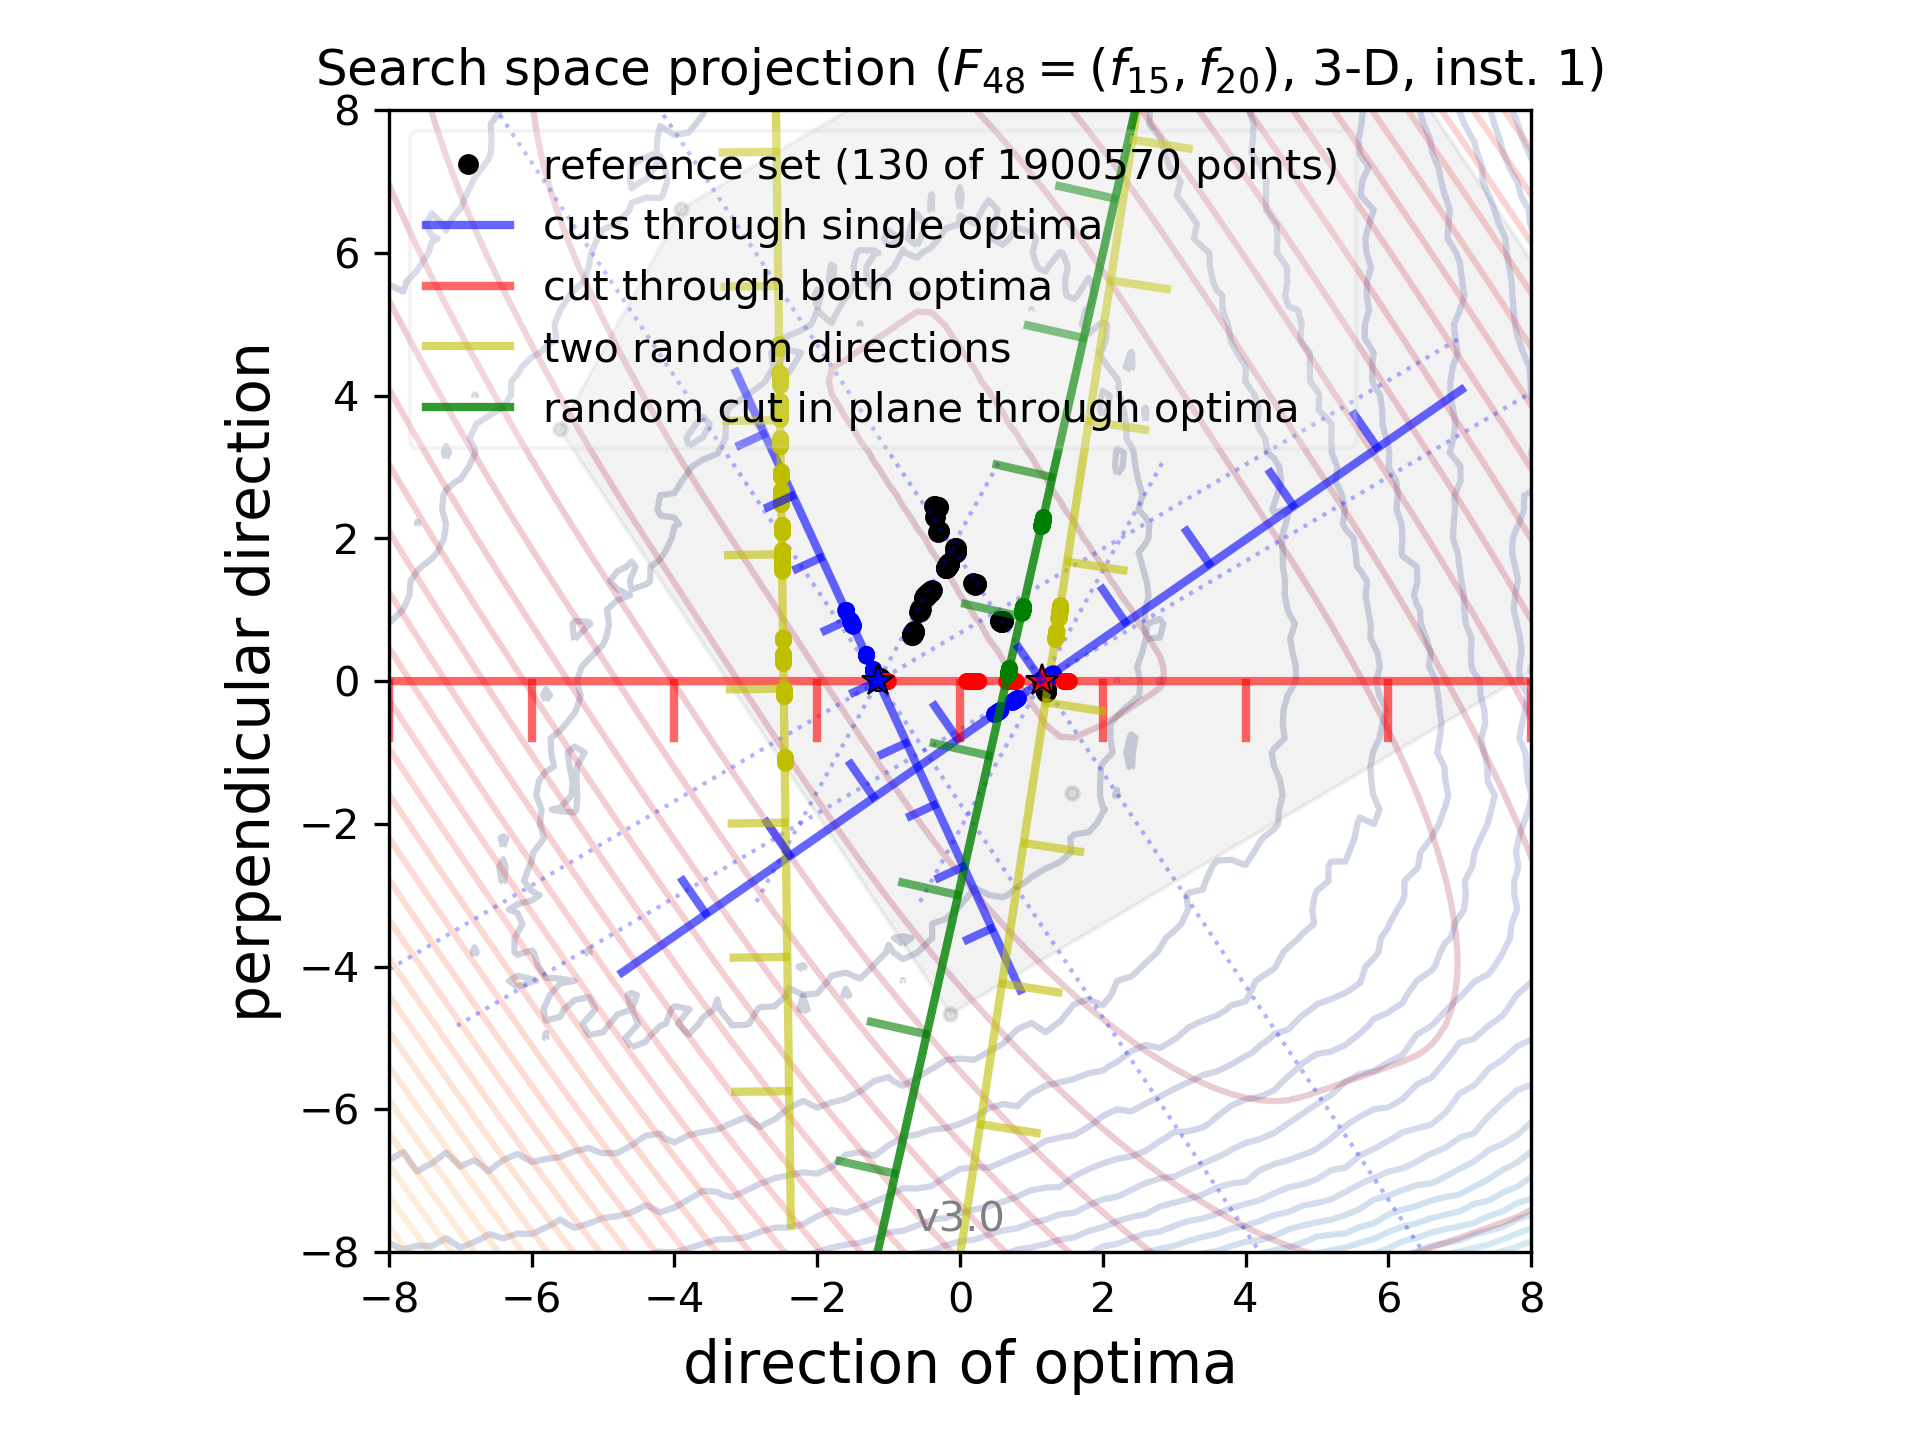 Search space projection (F48 = (f15, f20), 3-D, inst. 1)
8
6
4
2
0
−2
−4
−6
−8
perpendicular direction
reference set (130 of 1900570 points)
cuts through single optima
cut through both optima
two random directions
random cut in plane through optima
v3.0
−8 −6 −4 −2 0 2 4 6 8
direction of optima